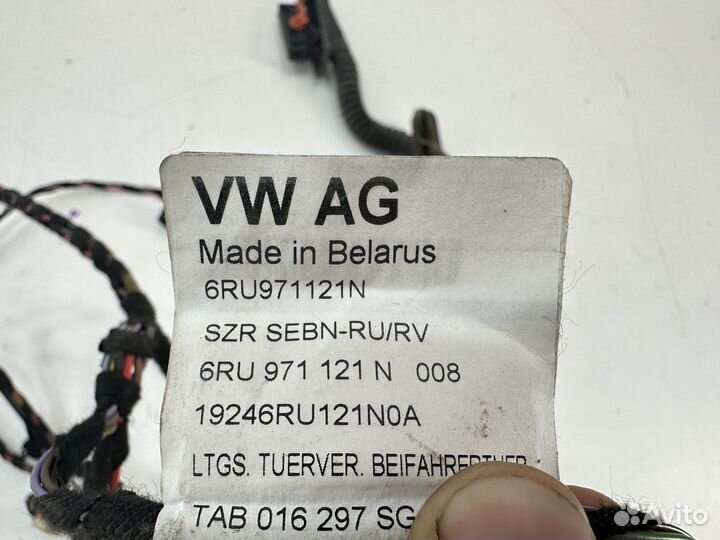 VW AG
Made in Belarus
6RU971121N
SZR SEBN-RU/RV
6RU 971 121 N 008
19246RU121N0A
LTGS. TUERVER.
TAB 016 297 SG
Avito